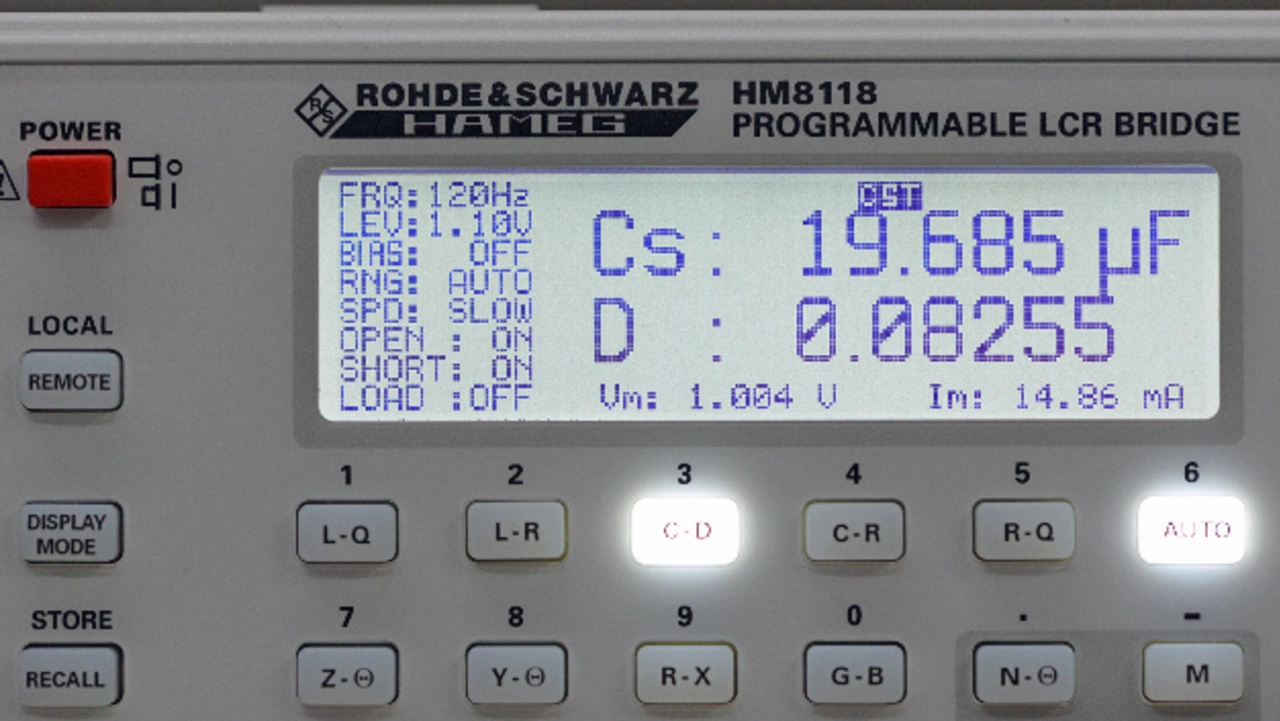 ROHDE&SCHWARZ
HAMEG
HM8118
PROGRAMMABLE LCR BRIDGE
POWER
FRQ:120Hz
LEV:1.10V
BIAS: OFF
RNG: AUTO
SPD: SLOW
OPEN : ON
SHORT: ON
LOAD :OFF
CST
Cs: 19.685 µF
D : 0.08255
Vm: 1.004 V Im: 14.86 mA
LOCAL
REMOTE
DISPLAY
MODE
STORE
RECALL
1 2 3 4 5 6
L-Q L-R C-D C-R R-Q AUTO
7 8 9 0 . -
Z-Θ Y-Θ R-X G-B N-Θ M